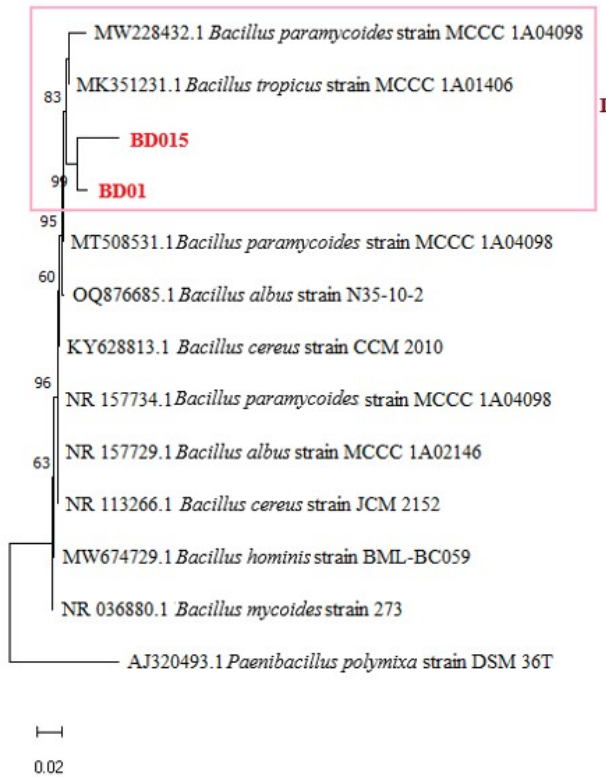 MW228432.1 Bacillus paramycoides strain MCCC 1A04098
MK351231.1 Bacillus tropicus strain MCCC 1A01406
83
I
BD015
99
BD01
95
MT508531.1 Bacillus paramycoides strain MCCC 1A04098
60
OQ876685.1 Bacillus albus strain N35-10-2
KY628813.1 Bacillus cereus strain CCM 2010
96
NR 157734.1 Bacillus paramycoides strain MCCC 1A04098
NR 157729.1 Bacillus albus strain MCCC 1A02146
63
NR 113266.1 Bacillus cereus strain JCM 2152
MW674729.1 Bacillus hominis strain BML-BC059
NR 036880.1 Bacillus mycoides strain 273
AJ320493.1 Paenibacillus polymixa strain DSM 36T
0.02